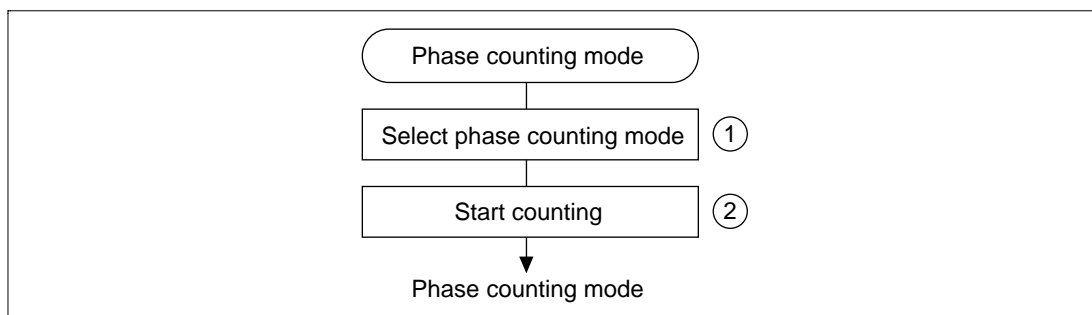 Phase counting mode
Select phase counting mode 1
Start counting 2
Phase counting mode